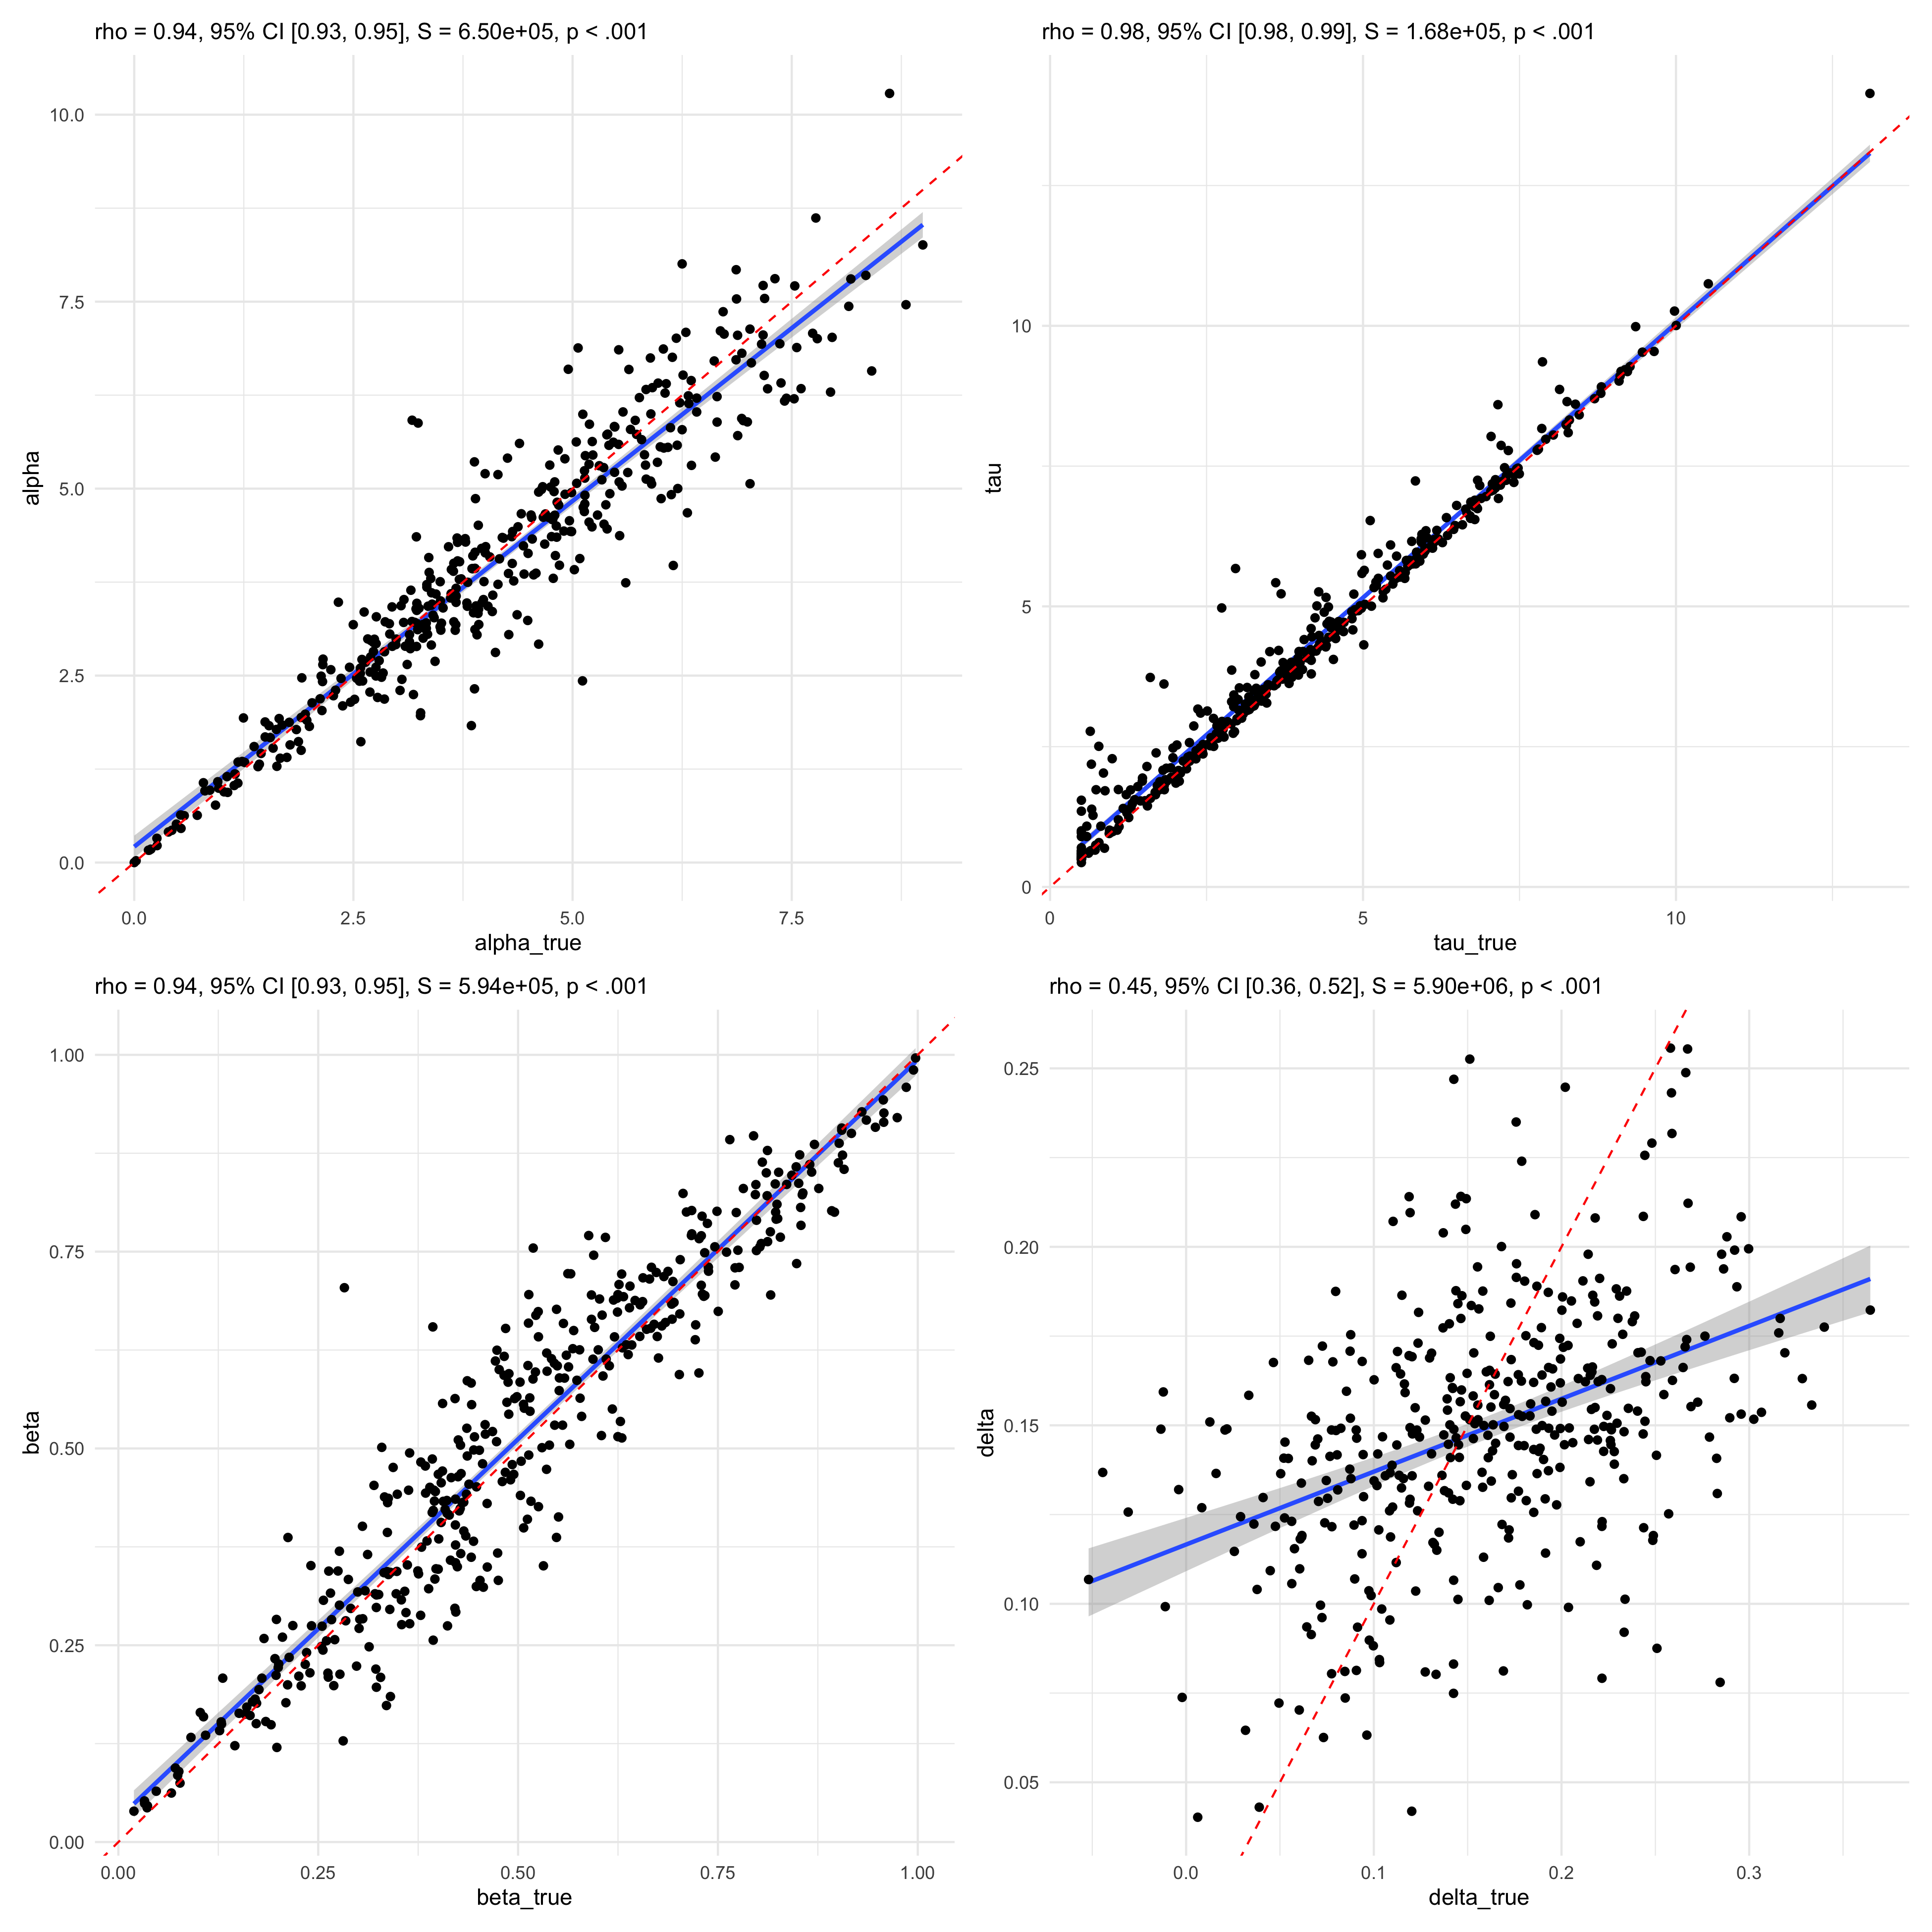 rho = 0.94, 95% CI [0.93, 0.95], S = 6.50e+05, p < .001
10.0
7.5
5.0
2.5
0.0
alpha
0.0 2.5 5.0 7.5
alpha_true
rho = 0.98, 95% CI [0.98, 0.99], S = 1.68e+05, p < .001
10
5
0
tau
0 5 10
tau_true
rho = 0.94, 95% CI [0.93, 0.95], S = 5.94e+05, p < .001
1.00
0.75
0.50
0.25
0.00
beta
0.00 0.25 0.50 0.75 1.00
beta_true
rho = 0.45, 95% CI [0.36, 0.52], S = 5.90e+06, p < .001
0.25
0.20
0.15
0.10
0.05
delta
0.0 0.1 0.2 0.3
delta_true